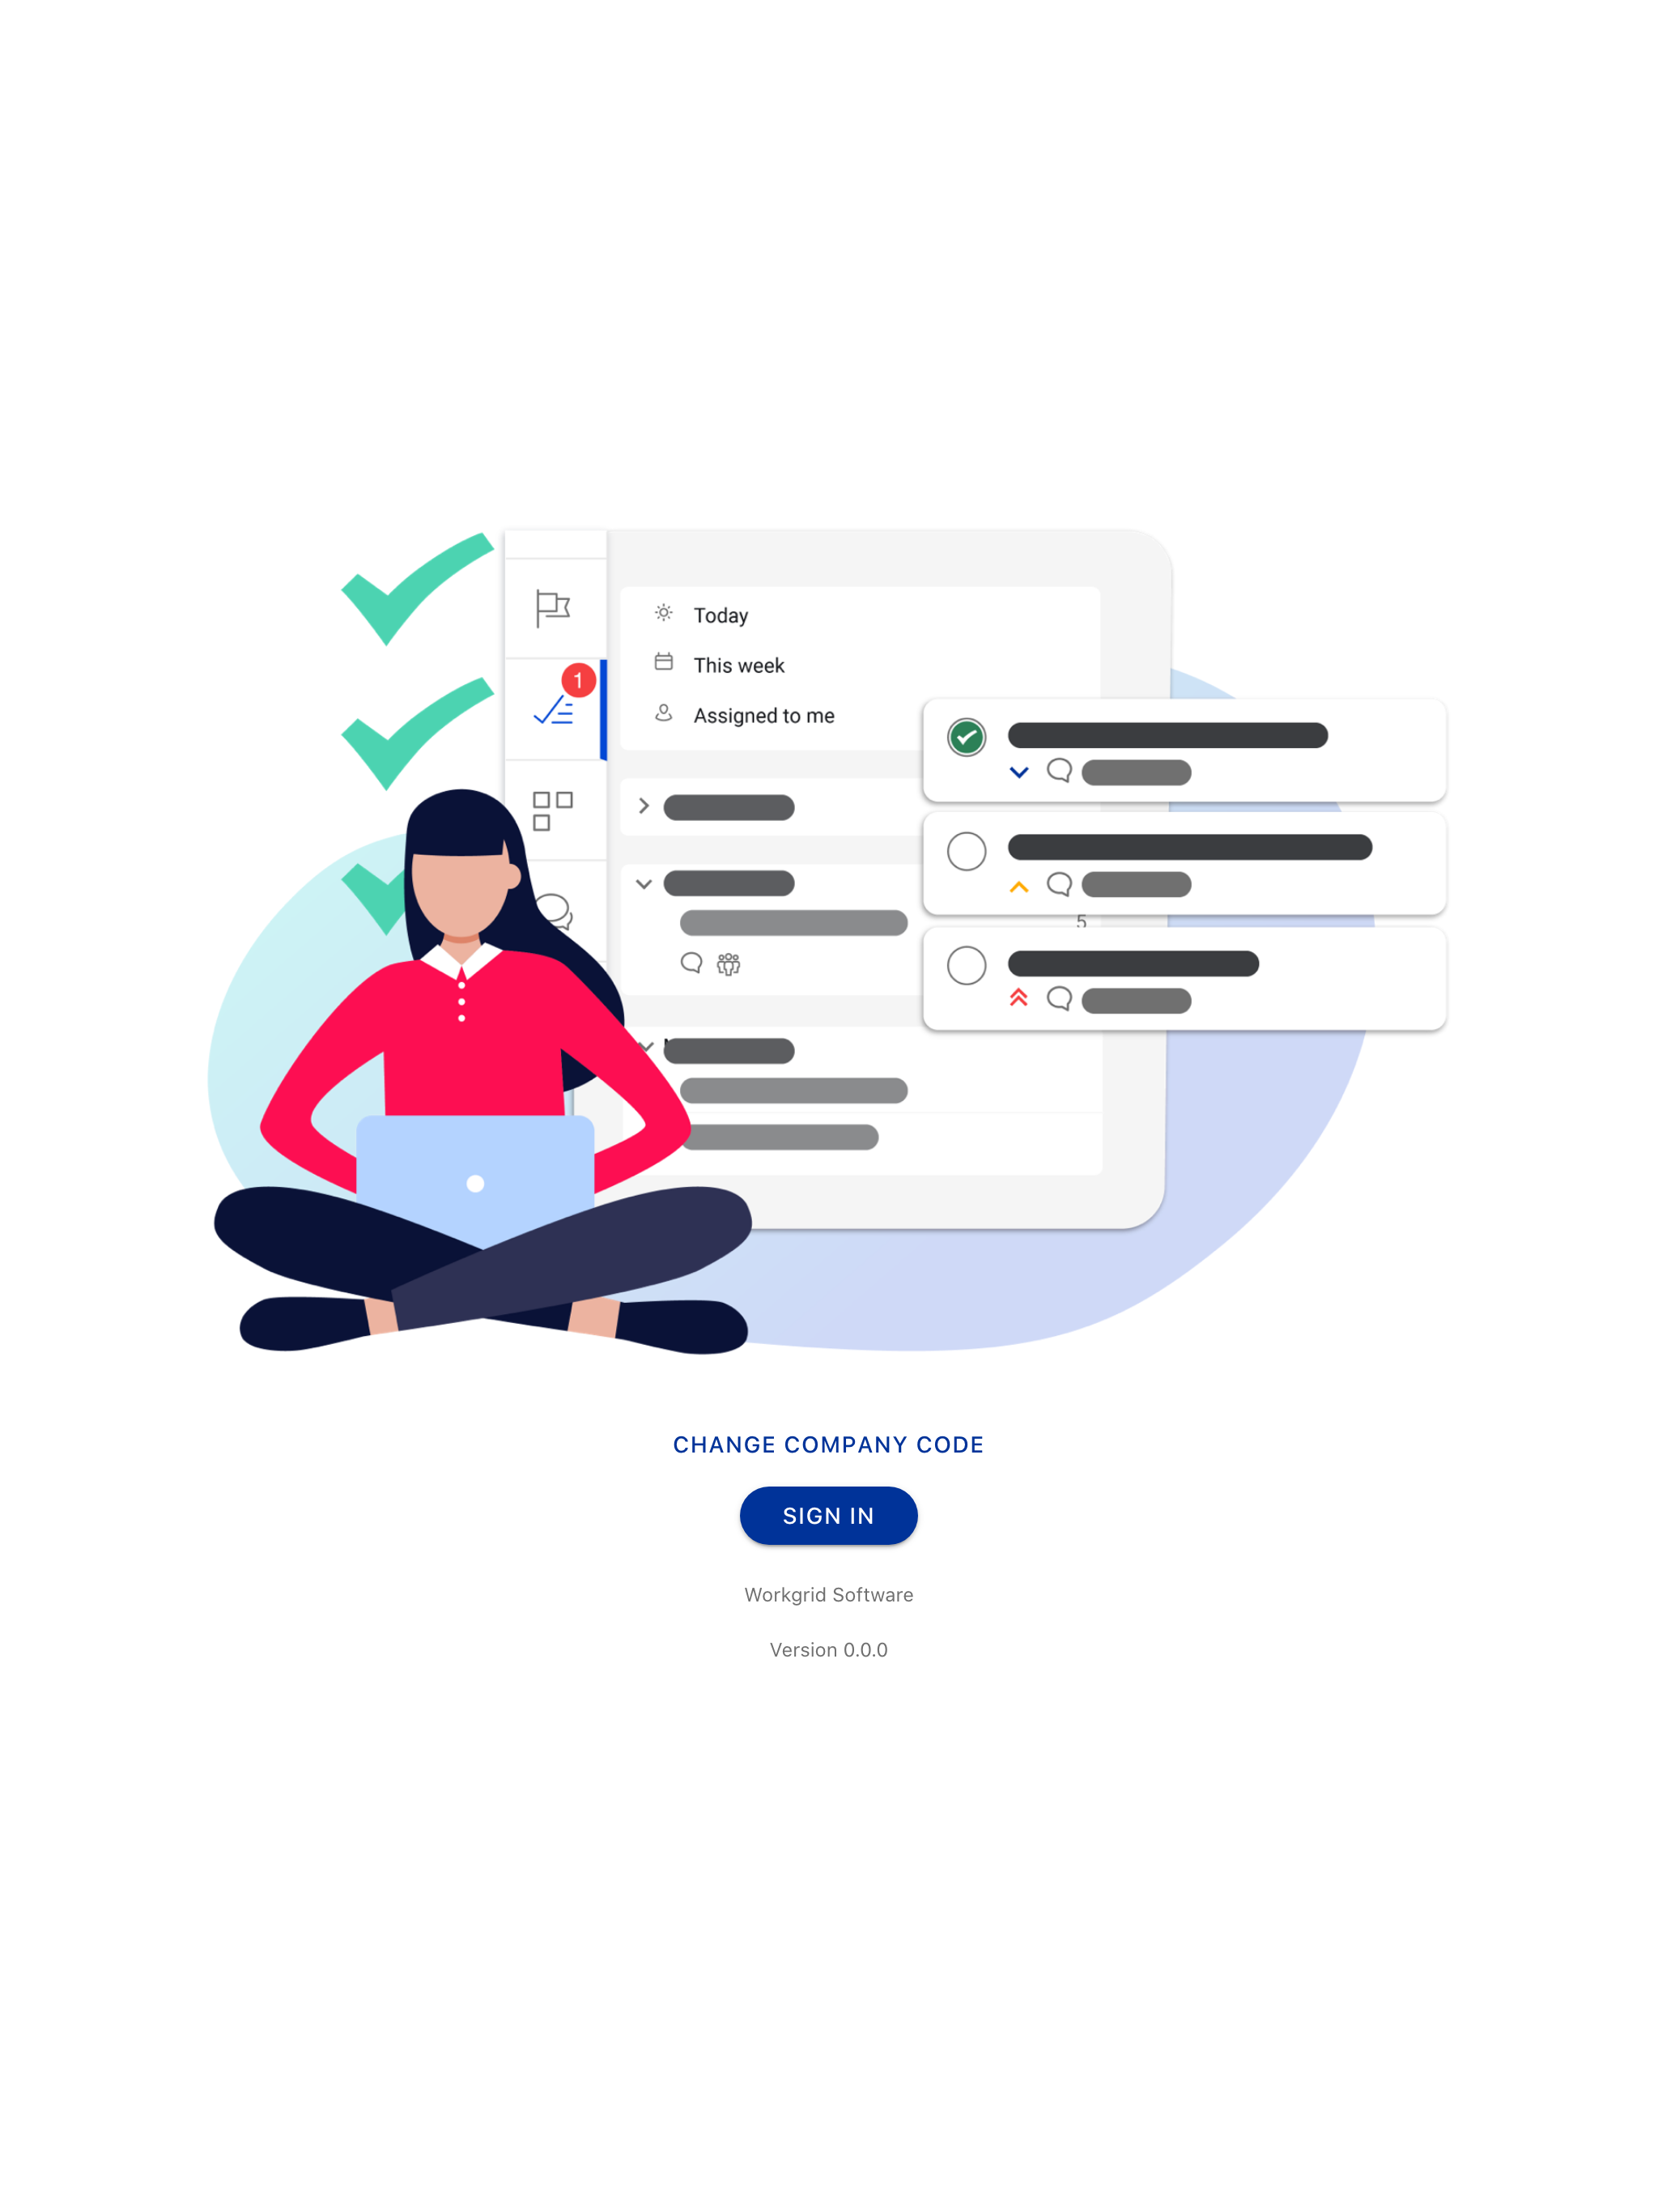 Today
1
This week
Assigned to me
5
CHANGE COMPANY CODE
SIGN IN
Workgrid Software
Version 0.0.0